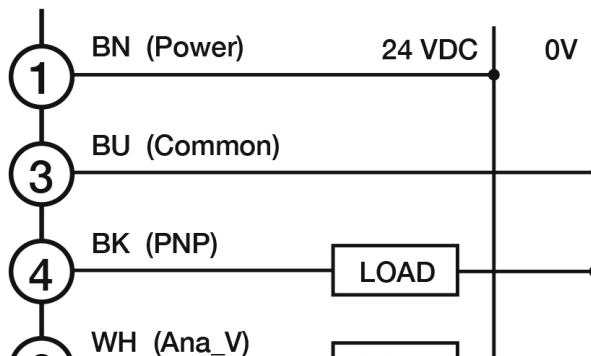 BN (Power) 24 VDC 0V
1
BU (Common)
3
BK (PNP)
4 LOAD
WH (Ana_V)